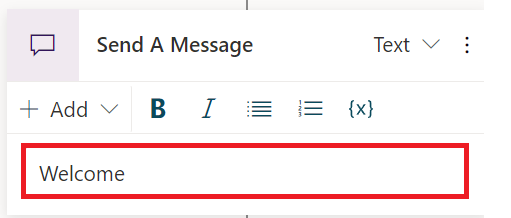 Send A Message Text
Add B I {x}
Welcome